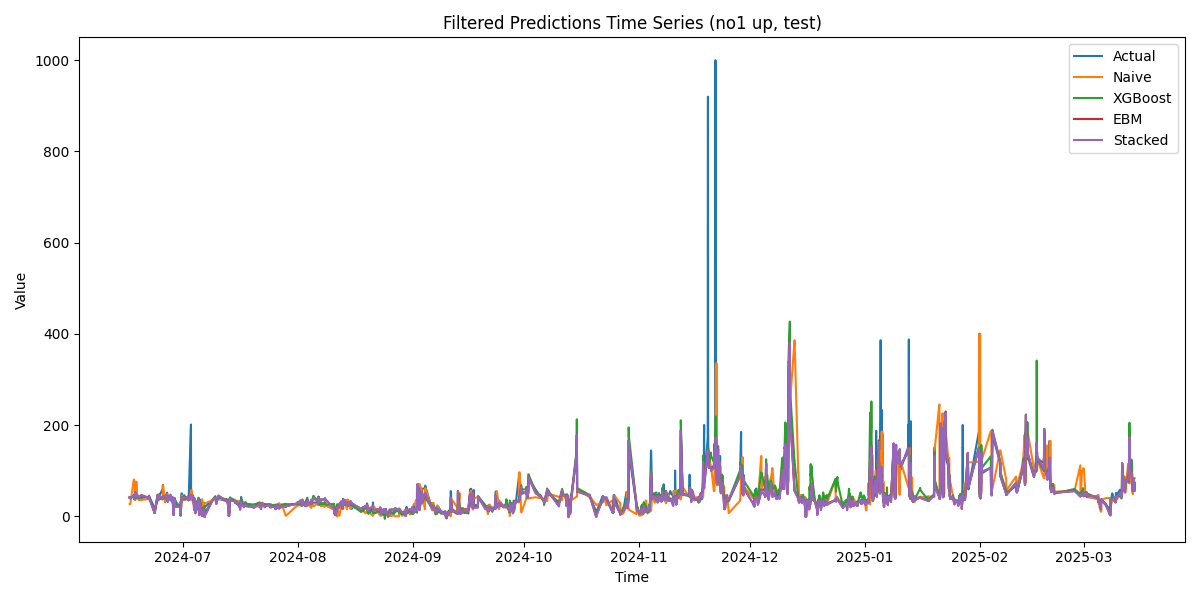 Filtered Predictions Time Series (no1 up, test)
Actual
Naive
XGBoost
EBM
Stacked
Value
1000
800
600
400
200
0
2024-07 2024-08 2024-09 2024-10 2024-11 2024-12 2025-01 2025-02 2025-03
Time